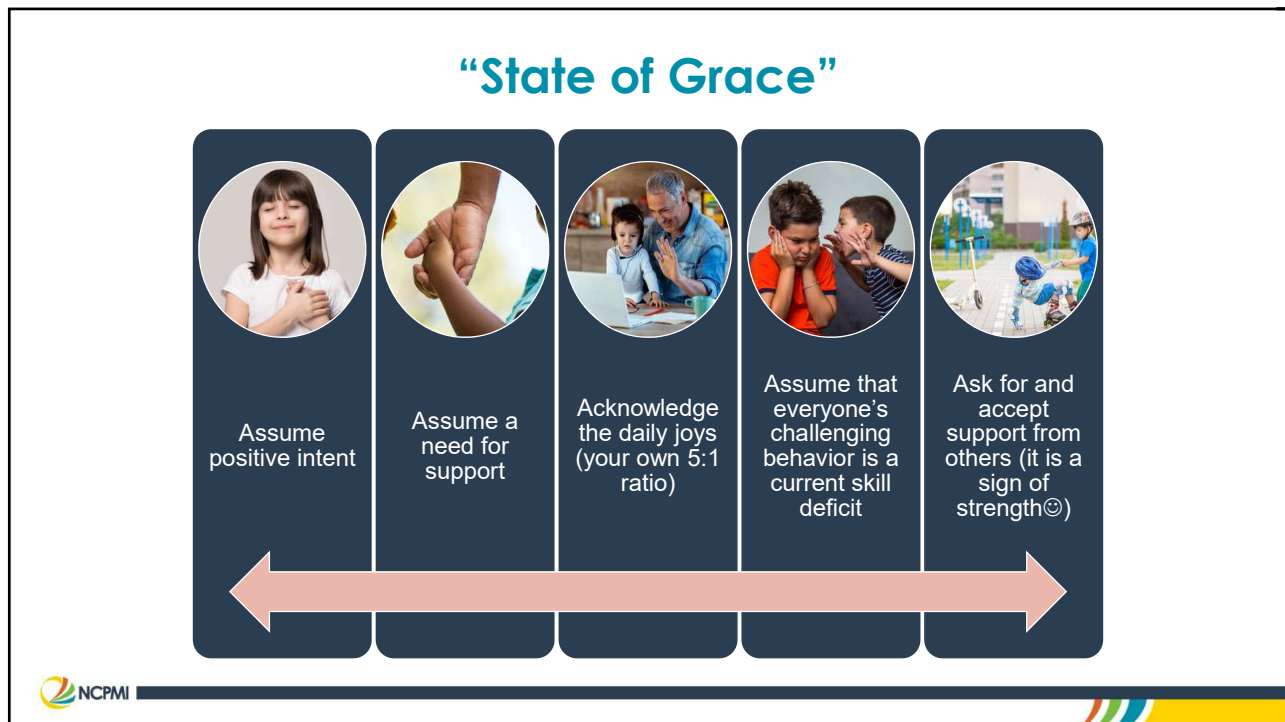 “State of Grace”
Assume
positive intent
Assume a
need for
support
Acknowledge
the daily joys
(your own 5:1
ratio)
Assume that
everyone’s
challenging
behavior is a
current skill
deficit
Ask for and
accept
support from
others (it is a
sign of
strength☺)
NCPMI